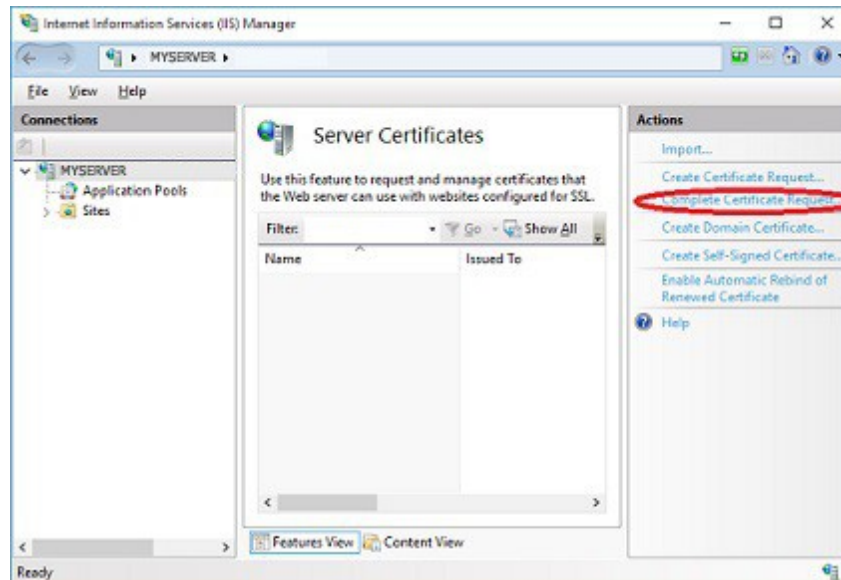 Internet Information Services (IIS) Manager
MYSERVER
File View Help
Connections
MYSERVER
Application Pools
Sites
Server Certificates
Use this feature to request and manage certificates that
the Web server can use with websites configured for SSL.
Filter: Go Show All
Name Issued To
Features View Content View
Actions
Import...
Create Certificate Request...
Complete Certificate Request
Create Domain Certificate...
Create Self-Signed Certificate...
Enable Automatic Rebind of
Renewed Certificate
Help
Ready